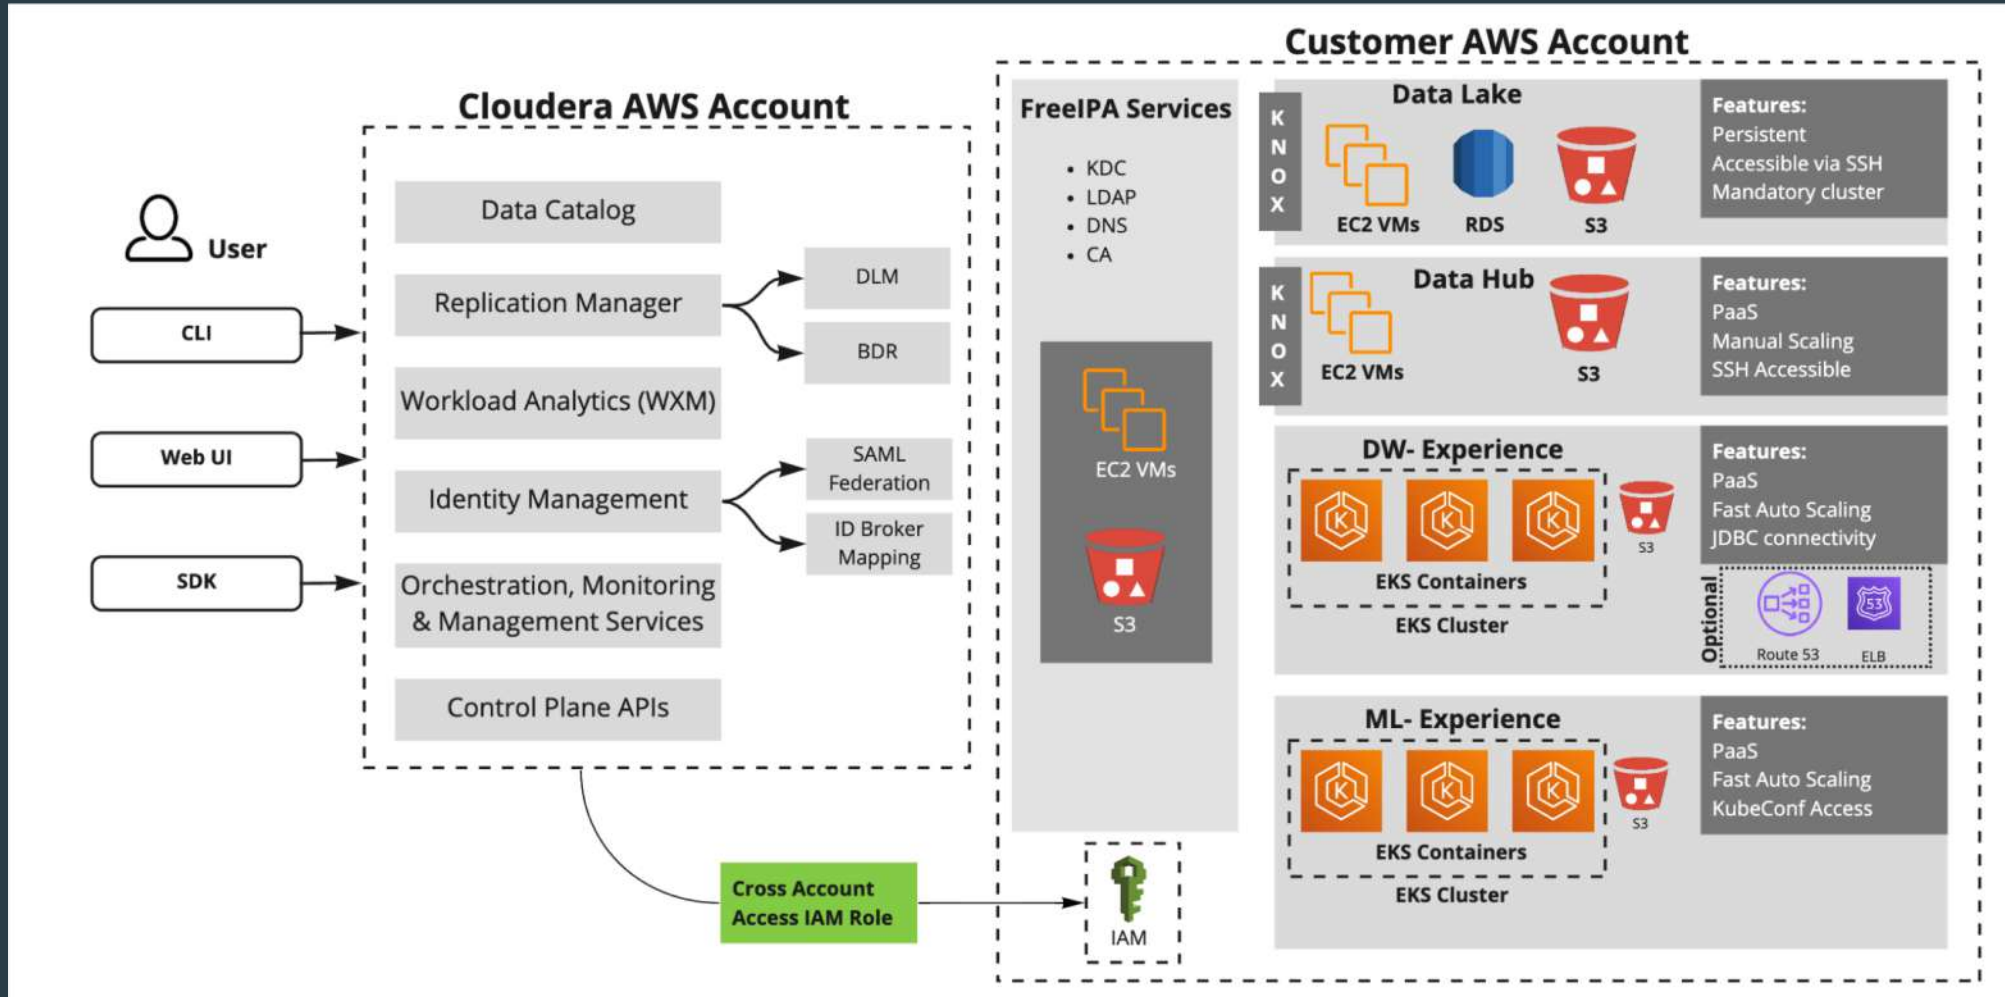 Customer AWS Account
Cloudera AWS Account
User
CLI
Web UI
SDK
Data Catalog
Replication Manager
DLM
BDR
Workload Analytics (WXM)
Identity Management
SAML
Federation
ID Broker
Mapping
Orchestration, Monitoring
& Management Services
Control Plane APIs
Cross Account
Access IAM Role
IAM
FreeIPA Services
• KDC
• LDAP
• DNS
• CA
EC2 VMs
S3
K
N
O
X
Data Lake
EC2 VMs
RDS
S3
Features:
Persistent
Accessible via SSH
Mandatory cluster
K
N
O
X
Data Hub
EC2 VMs
S3
Features:
PaaS
Manual Scaling
SSH Accessible
DW- Experience
K
K
K
EKS Containers
EKS Cluster
S3
Features:
PaaS
Fast Auto Scaling
JDBC connectivity
Optional
Route 53
53
ELB
ML- Experience
K
K
K
EKS Containers
EKS Cluster
S3
Features:
PaaS
Fast Auto Scaling
KubeConf Access